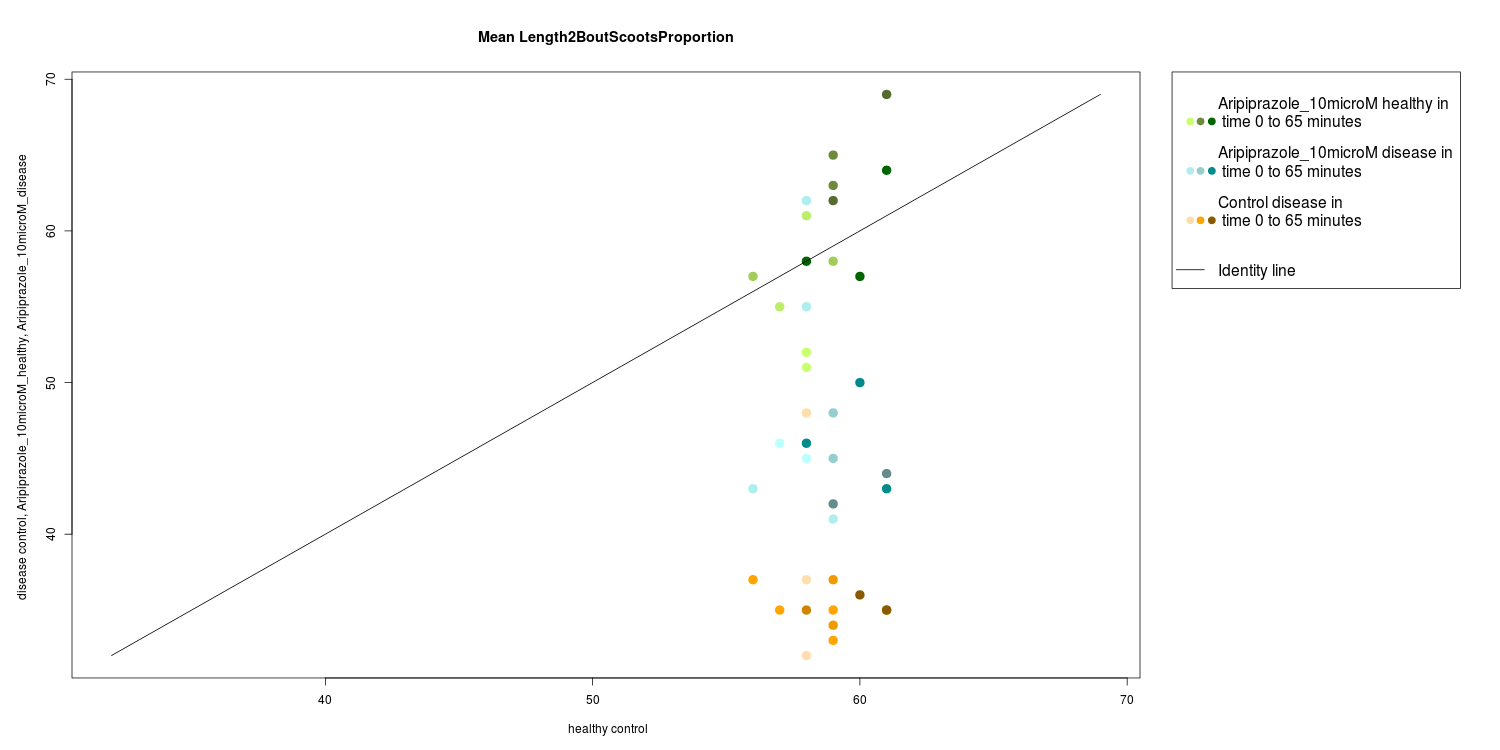 Mean Length2BoutScootsProportion
disease control, Aripiprazole_10microM_healthy, Aripiprazole_10microM_disease
70
60
50
40
40
50
60
70
healthy control
Aripiprazole_10microM healthy in
time 0 to 65 minutes
Aripiprazole_10microM disease in
time 0 to 65 minutes
Control disease in
time 0 to 65 minutes
Identity line